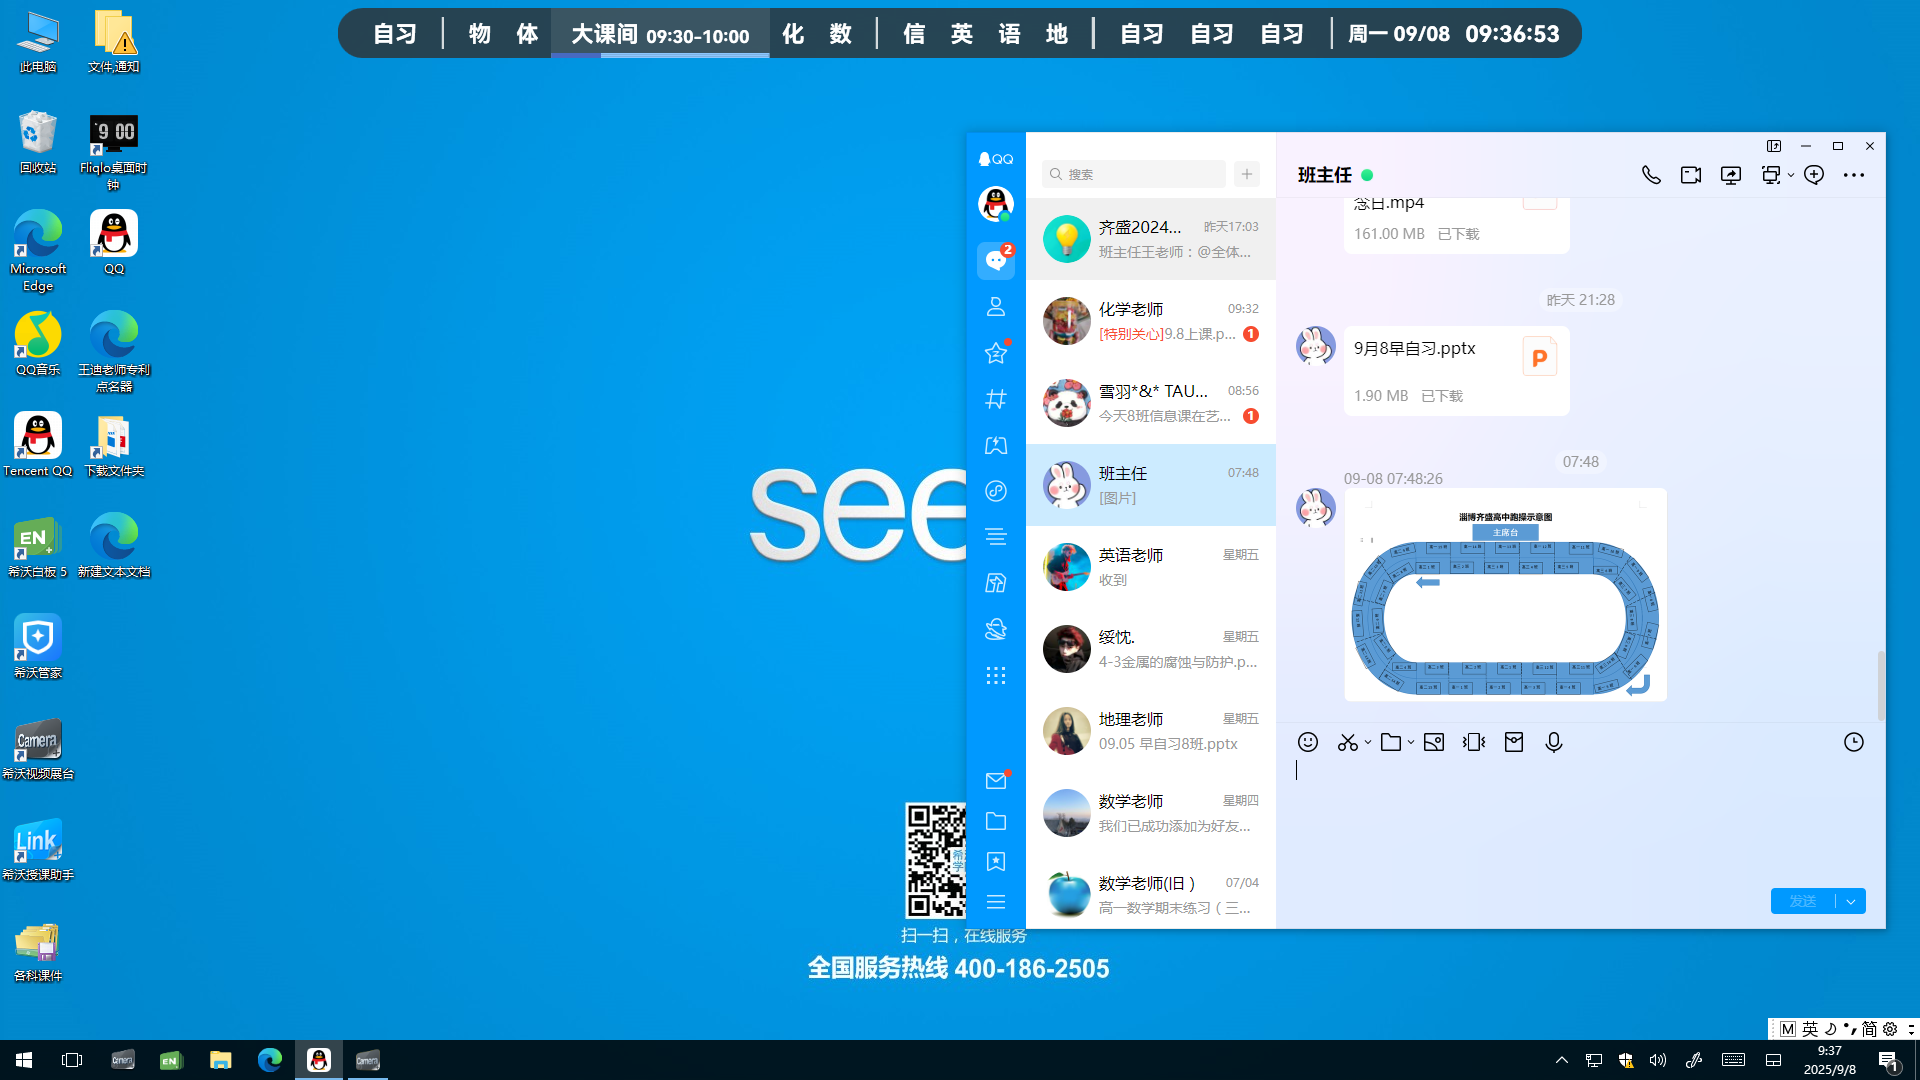 自习 物 体 大课间 09:30-10:00 化 数 信 英 语 地 自习 自习 自习 周一 09/08 09:36:53
此电脑
文件,通知
回收站
Fliqlo桌面时钟
Microsoft Edge
QQ
QQ音乐
王迪老师专利点名器
Tencent QQ
下载文件夹
希沃白板 5
新建文本文档
希沃管家
希沃视频展台
希沃授课助手
各科课件
see
扫一扫，在线服务
全国服务热线 400-186-2505
QQ
2
搜索
齐盛2024... 昨天17:03
班主任王老师：@全体...
化学老师 09:32
[特别关心]9.8上课.p... 1
雪羽*&* TAU... 08:56
今天8班信息课在艺... 1
班主任 07:48
[图片]
英语老师 星期五
收到
绥忱. 星期五
4-3金属的腐蚀与防护.p...
地理老师 星期五
09.05 早自习8班.pptx
数学老师 星期四
我们已成功添加为好友...
数学老师(旧) 07/04
高一数学期末练习（三...
班主任
念日.mp4
161.00 MB 已下载
昨天 21:28
9月8早自习.pptx
P
1.90 MB 已下载
07:48
09-08 07:48:26
淄博齐盛高中跑操示意图
主席台
发送
M 英 简
9:37
2025/9/8
1